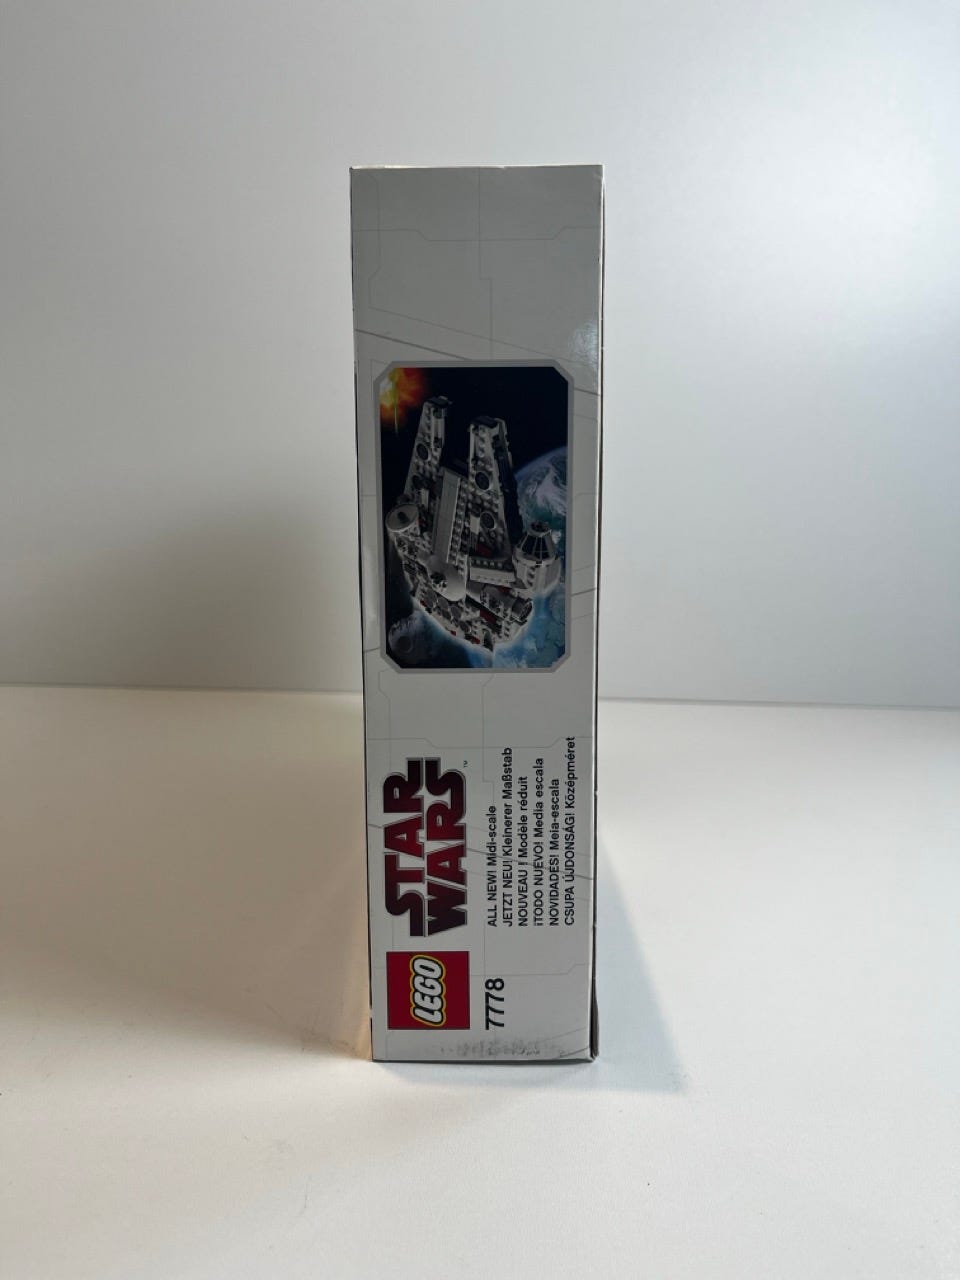 LEGO
STAR
WARS™
7778
ALL NEW! Midi-scale
JETZT NEU! Kleinerer Maßstab
NOUVEAU ! Modèle réduit
¡TODO NUEVO! Media escala
NOVIDADES! Meia-escala
CSUPA ÚJDONSÁG! Középméret